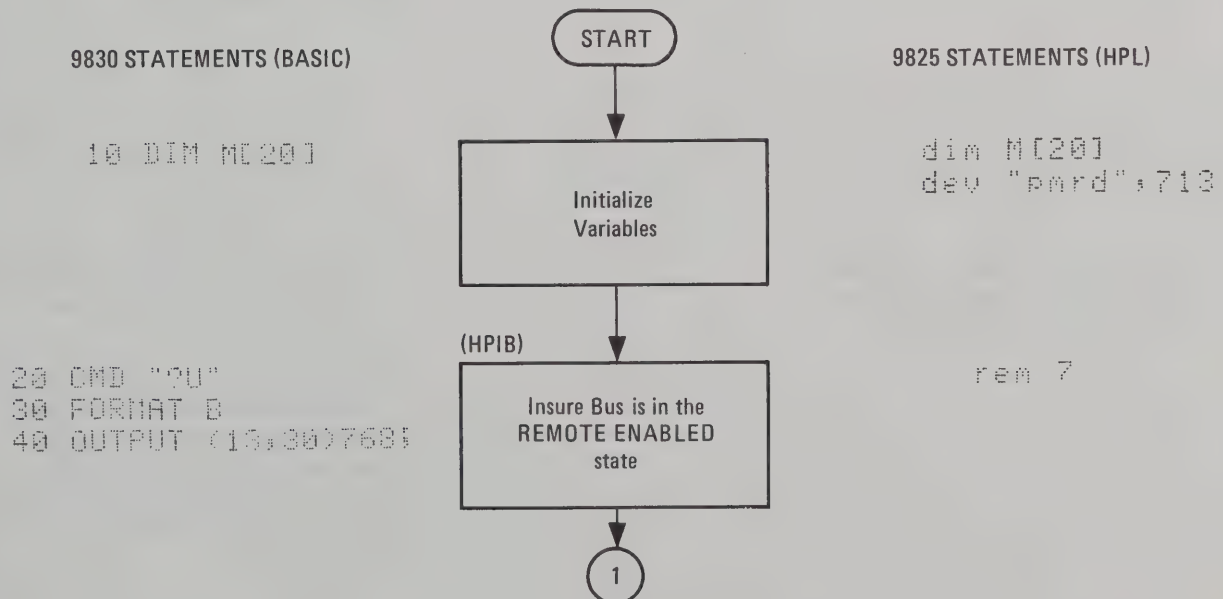 START
9830 STATEMENTS (BASIC)
9825 STATEMENTS (HPL)
10 DIM M[20]
Initialize
Variables
dim M[20]
dev "pmrd",713
(HPIB)
20 CMD "?U"
30 FORMAT B
40 OUTPUT (13,30)768;
Insure Bus is in the
REMOTE ENABLED
state
rem 7
1